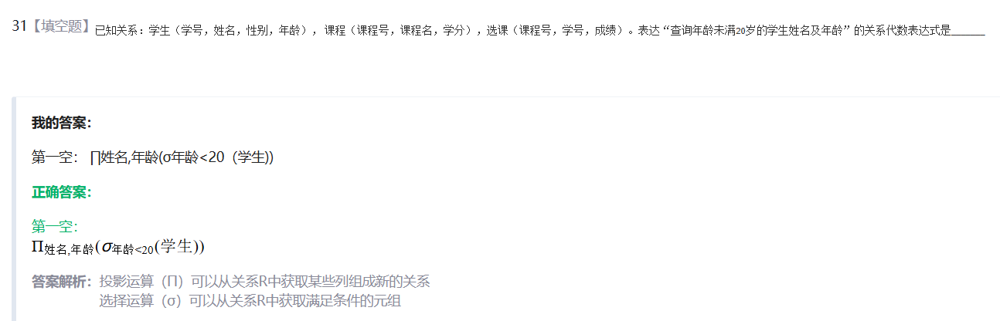 31【填空题】已知关系：学生（学号，姓名，性别，年龄），课程（课程号，课程名，学分），选课（课程号，学号，成绩）。表达“查询年龄未满20岁的学生姓名及年龄”的关系代数表达式是______
我的答案：
第一空： ∏姓名,年龄(σ年龄<20（学生))
正确答案：
第一空：
Π姓名,年龄(σ年龄<20(学生))
答案解析：投影运算（Π）可以从关系R中获取某些列组成新的关系
选择运算（σ）可以从关系R中获取满足条件的元组